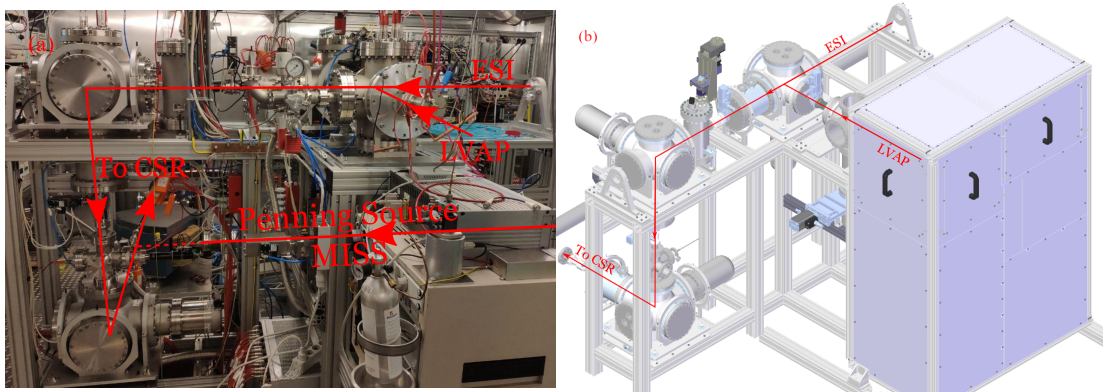 (a)
ESI
LVAP
To CSR
Penning Source
MISS
(b)
ESI
LVAP
To CSR